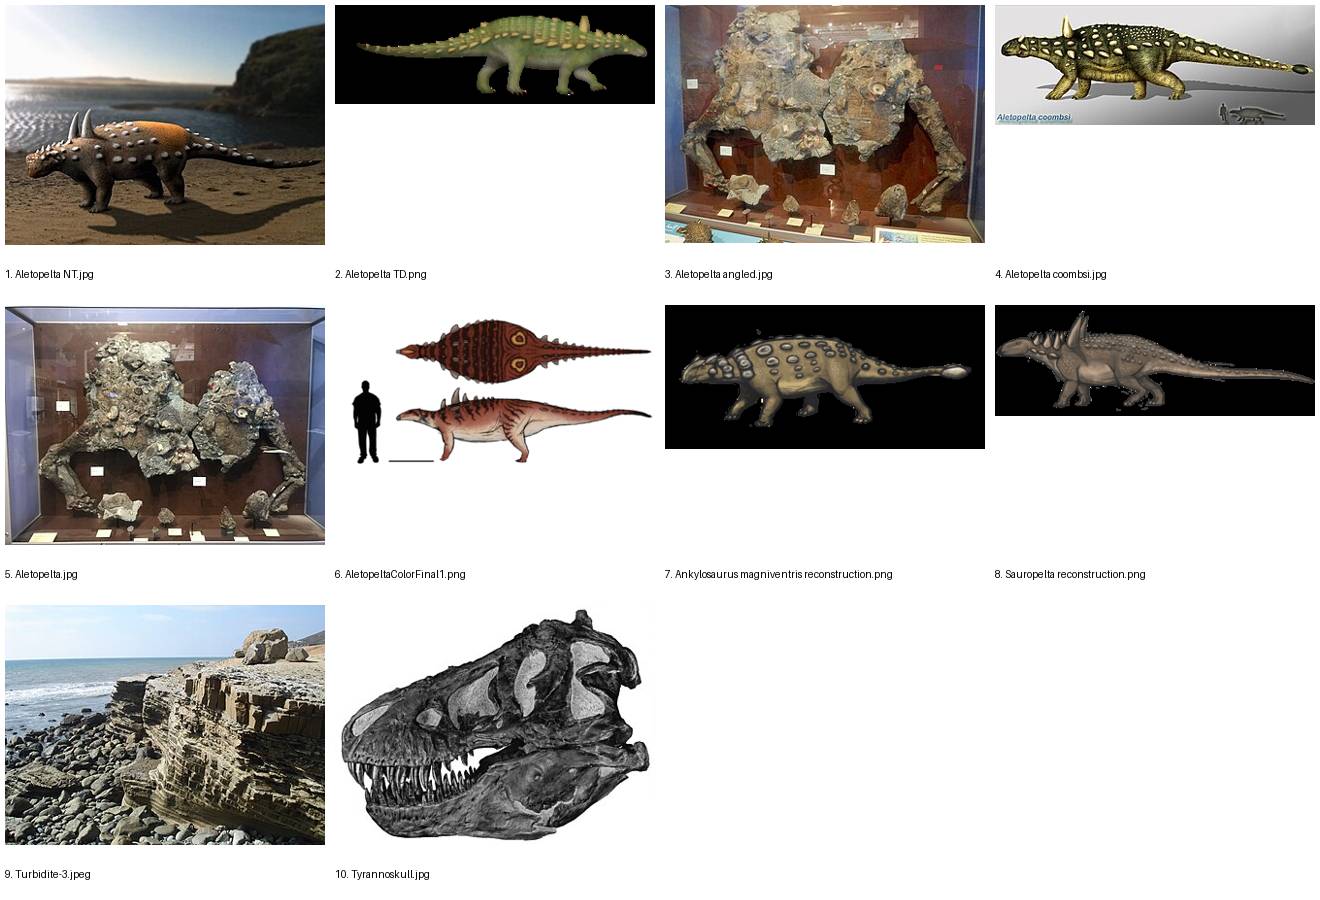 Aletopelta coombsi
1. Aletopelta NT.jpg
2. Aletopelta TD.png
3. Aletopelta angled.jpg
4. Aletopelta coombsi.jpg
5. Aletopelta.jpg
6. AletopeltaColorFinal1.png
7. Ankylosaurus magniventris reconstruction.png
8. Sauropelta reconstruction.png
9. Turbidite-3.jpeg
10. Tyrannoskull.jpg